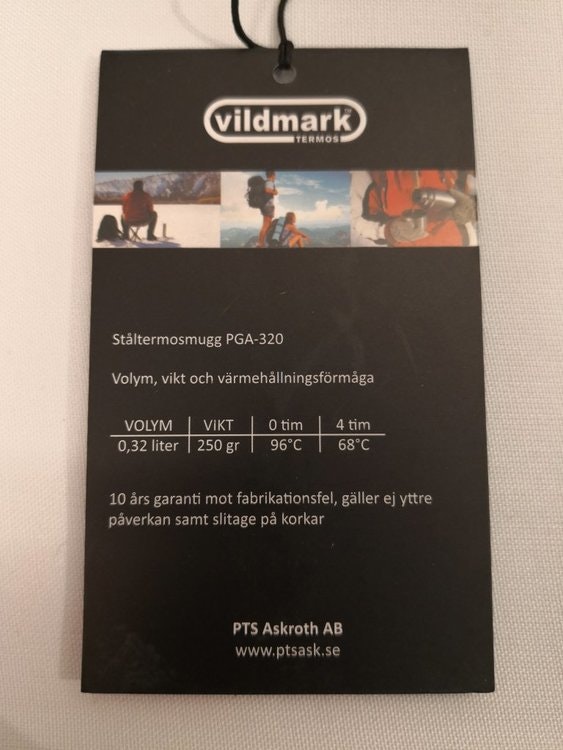 vildmark™
TERMOS
Ståltermosmugg PGA-320
Volym, vikt och värmehållningsförmåga
VOLYM | VIKT | 0 tim | 4 tim
0,32 liter | 250 gr | 96°C | 68°C
10 års garanti mot fabrikationsfel, gäller ej yttre
påverkan samt slitage på korkar
PTS Askroth AB
www.ptsask.se